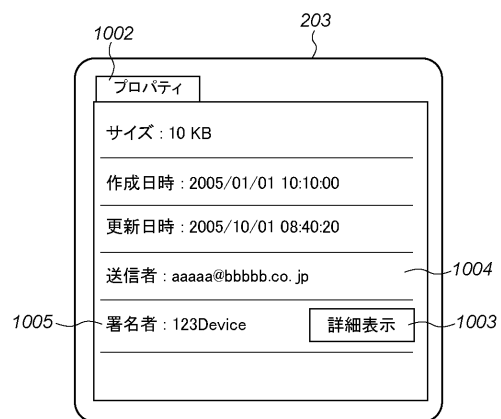 1002
203
プロパティ
サイズ : 10 KB
作成日時 : 2005/01/01 10:10:00
更新日時 : 2005/10/01 08:40:20
送信者 : aaaaa@bbbbb.co. jp
1004
1005
署名者 : 123Device
詳細表示
1003